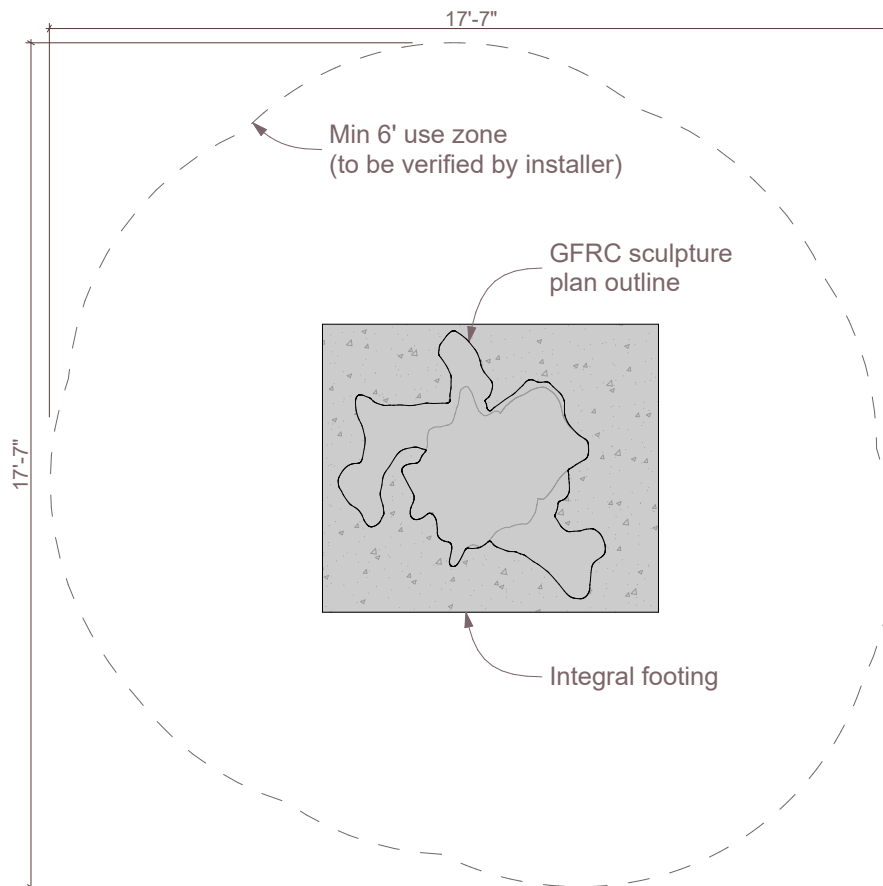 17'-7"
Min 6' use zone
(to be verified by installer)
GFRC sculpture
plan outline
17'-7"
Integral footing